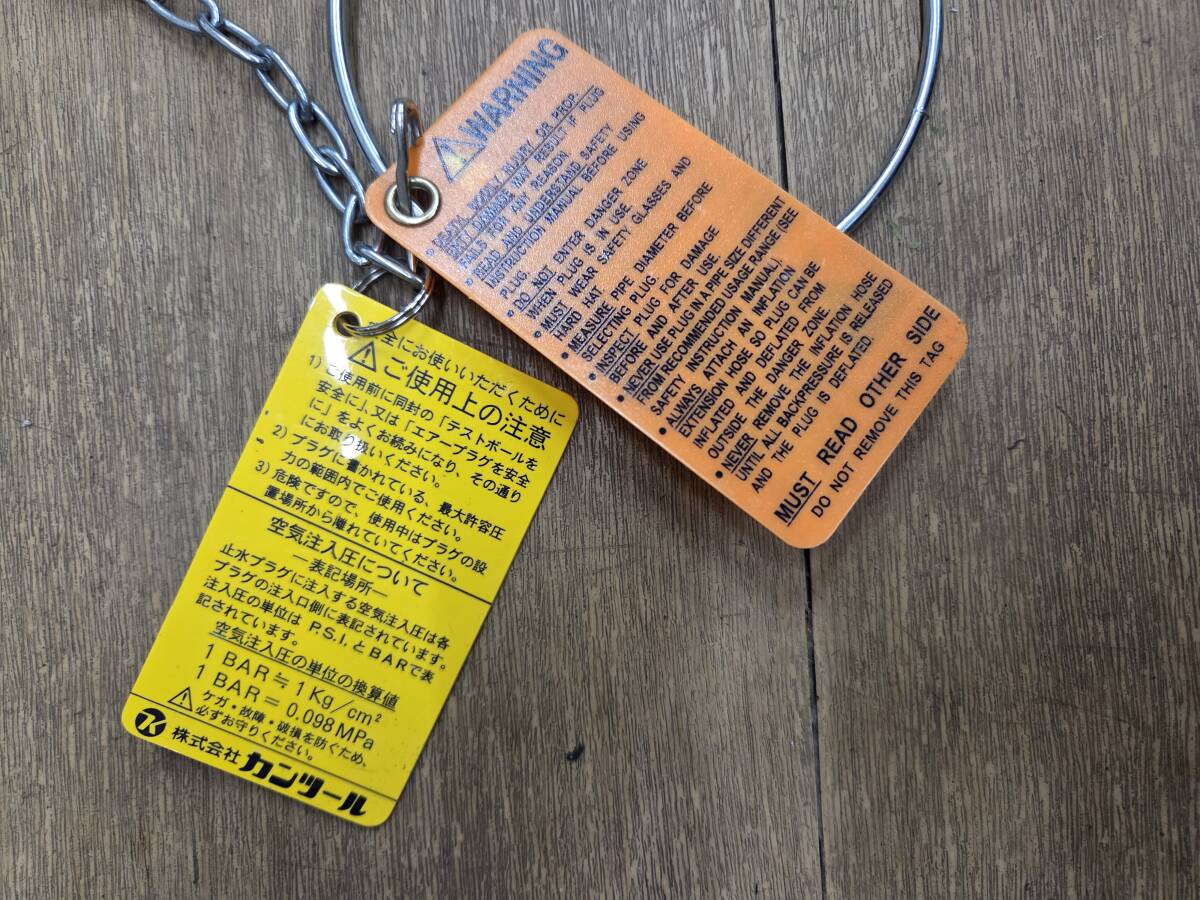 全にお使いいただくために
ご使用上の注意
1) ご使用前に同封の「テストボールを
安全に」、又は「エアープラグを安全
に」をよくお読みになり、その通り
にお取り扱いください。
2) プラグに書かれている、最大許容圧
力の範囲内でご使用ください。
3) 危険ですので、使用中はプラグの設
置場所から離れていてください。
空気注入圧について
―表記場所―
止水プラグに注入する空気注入圧は各
プラグの注入口側に表記されています。
注入圧の単位は P.S.I.とBARで表
記されています。
空気注入圧の単位の換算値
1 BAR≒1Kg/cm²
1 BAR=0.098MPa
ケガ・故障・破損を防ぐため、
必ずお守りください。
株式会社 カンツール
WARNING
BODILY INJURY OR PROP-
ERTY DAMAGE MAY RESULT IF PLUG
FAILS FOR ANY REASON
• READ AND UNDERSTAND SAFETY
INSTRUCTION MANUAL BEFORE USING
PLUG
• DO NOT ENTER DANGER ZONE
WHEN PLUG IS IN USE
• MUST WEAR SAFETY GLASSES AND
HARD HAT
• MEASURE PIPE DIAMETER BEFORE
SELECTING PLUG
• INSPECT PLUG FOR DAMAGE
BEFORE AND AFTER USE
• NEVER USE PLUG IN A PIPE SIZE DIFFERENT
FROM RECOMMENDED USAGE RANGE (SEE
SAFETY INSTRUCTION MANUAL).
• ALWAYS ATTACH AN INFLATION
EXTENSION HOSE SO PLUG CAN BE
INFLATED AND DEFLATED FROM
OUTSIDE THE DANGER ZONE
• NEVER REMOVE THE INFLATION HOSE
UNTIL ALL BACKPRESSURE IS RELEASED
AND THE PLUG IS DEFLATED.
MUST READ OTHER SIDE
DO NOT REMOVE THIS TAG